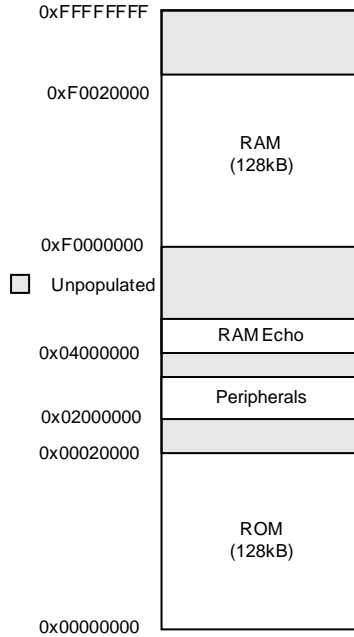 0xFFFFFFFF
0xF0020000
RAM
(128kB)
0xF0000000
Unpopulated
RAM Echo
0x04000000
Peripherals
0x02000000
0x00020000
ROM
(128kB)
0x00000000